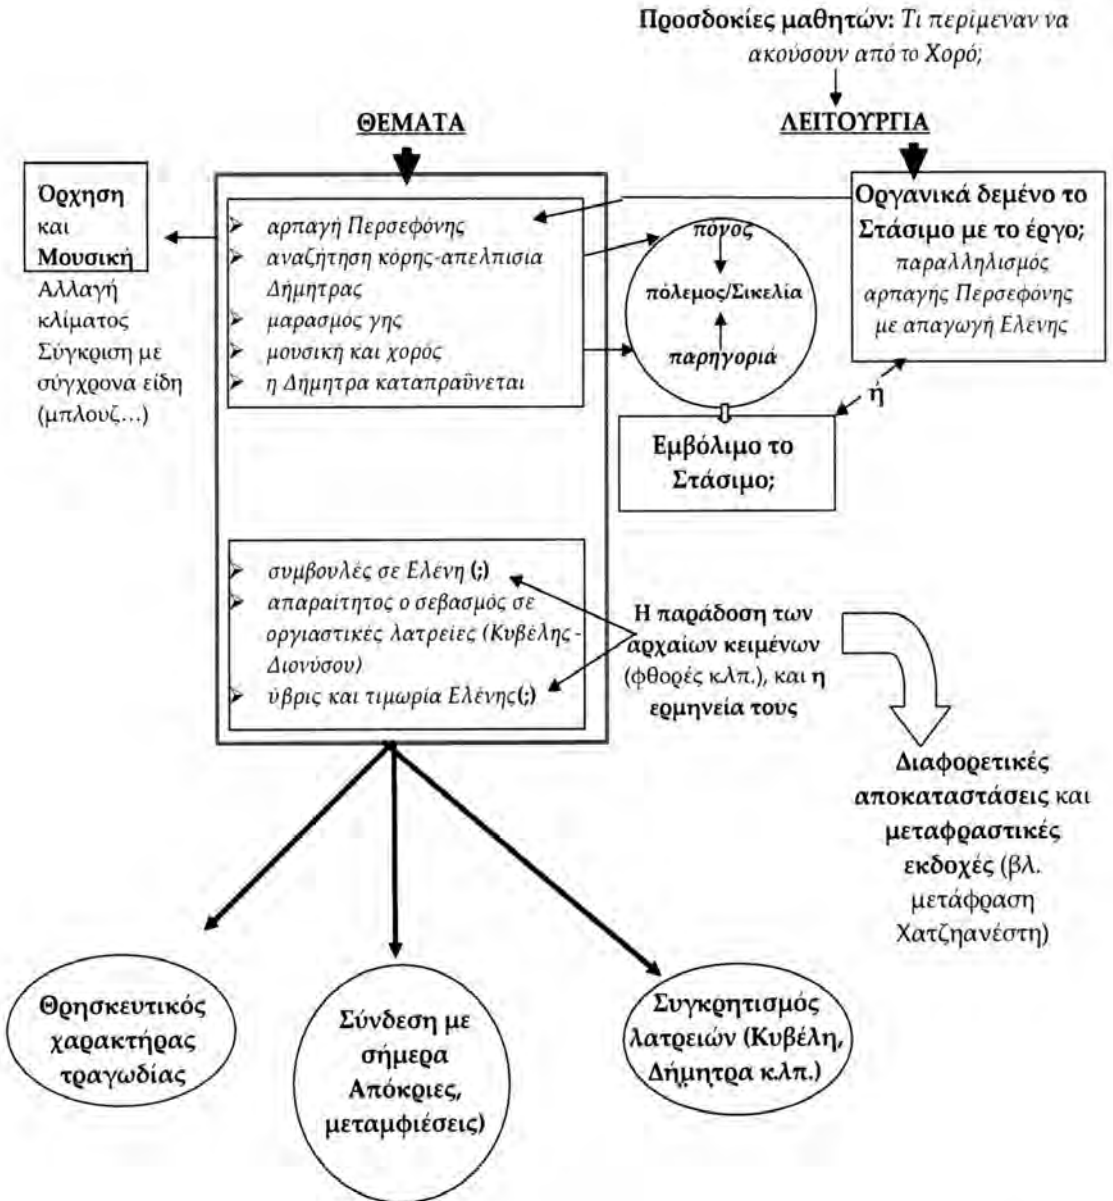 Προσδοκίες μαθητών: Τι περίμεναν να
ακούσουν από το Χορό;
ΘΕΜΑΤΑ
ΛΕΙΤΟΥΡΓΙΑ
Όρχηση
και
Μουσική
Αλλαγή
κλίματος
Σύγκριση με
σύγχρονα είδη
(μπλουζ...)
➢ αρπαγή Περσεφόνης
➢ αναζήτηση κόρης-απελπισία
Δήμητρας
➢ μαρασμός γης
➢ μουσική και χορός
➢ η Δήμητρα καταπραΰνεται
πόνος
πόλεμος/Σικελία
παρηγοριά
Οργανικά δεμένο το
Στάσιμο με το έργο;
παραλληλισμός
αρπαγής Περσεφόνης
με απαγωγή Ελένης
ή
Εμβόλιμο το
Στάσιμο;
➢ συμβουλές σε Ελένη (;)
➢ απαραίτητος ο σεβασμός σε
οργιαστικές λατρείες (Κυβέλης -
Διονύσου)
➢ ύβρις και τιμωρία Ελένης(;)
Η παράδοση των
αρχαίων κειμένων
(φθορές κ.λπ.), και η
ερμηνεία τους
Διαφορετικές
αποκαταστάσεις και
μεταφραστικές
εκδοχές (βλ.
μετάφραση
Χατζηανέστη)
Θρησκευτικός
χαρακτήρας
τραγωδίας
Σύνδεση με
σήμερα
Απόκριες,
μεταμφιέσεις)
Συγκρητισμός
λατρειών (Κυβέλη,
Δήμητρα κ.λπ.)